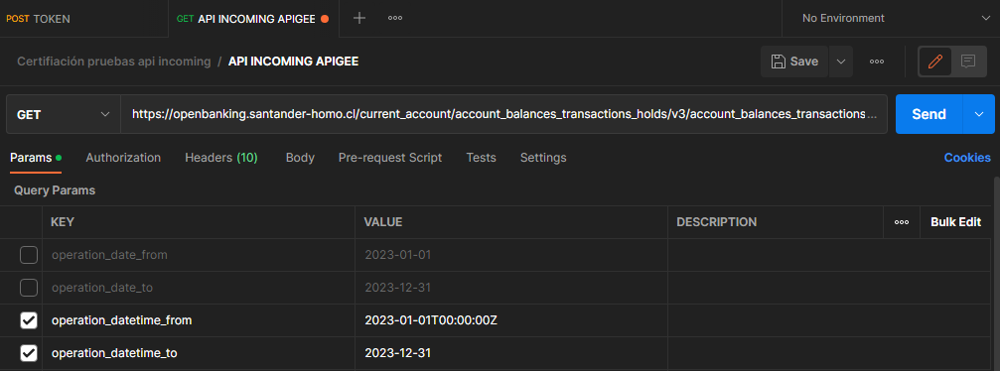 POST TOKEN GET API INCOMING APIGEE No Environment
Certifiación pruebas api incoming / API INCOMING APIGEE Save
GET https://openbanking.santander-homo.cl/current_account/account_balances_transactions_holds/v3/account_balances_transactions... Send
Params Authorization Headers (10) Body Pre-request Script Tests Settings Cookies
Query Params
KEY VALUE DESCRIPTION Bulk Edit
operation_date_from 2023-01-01
operation_date_to 2023-12-31
operation_datetime_from 2023-01-01T00:00:00Z
operation_datetime_to 2023-12-31